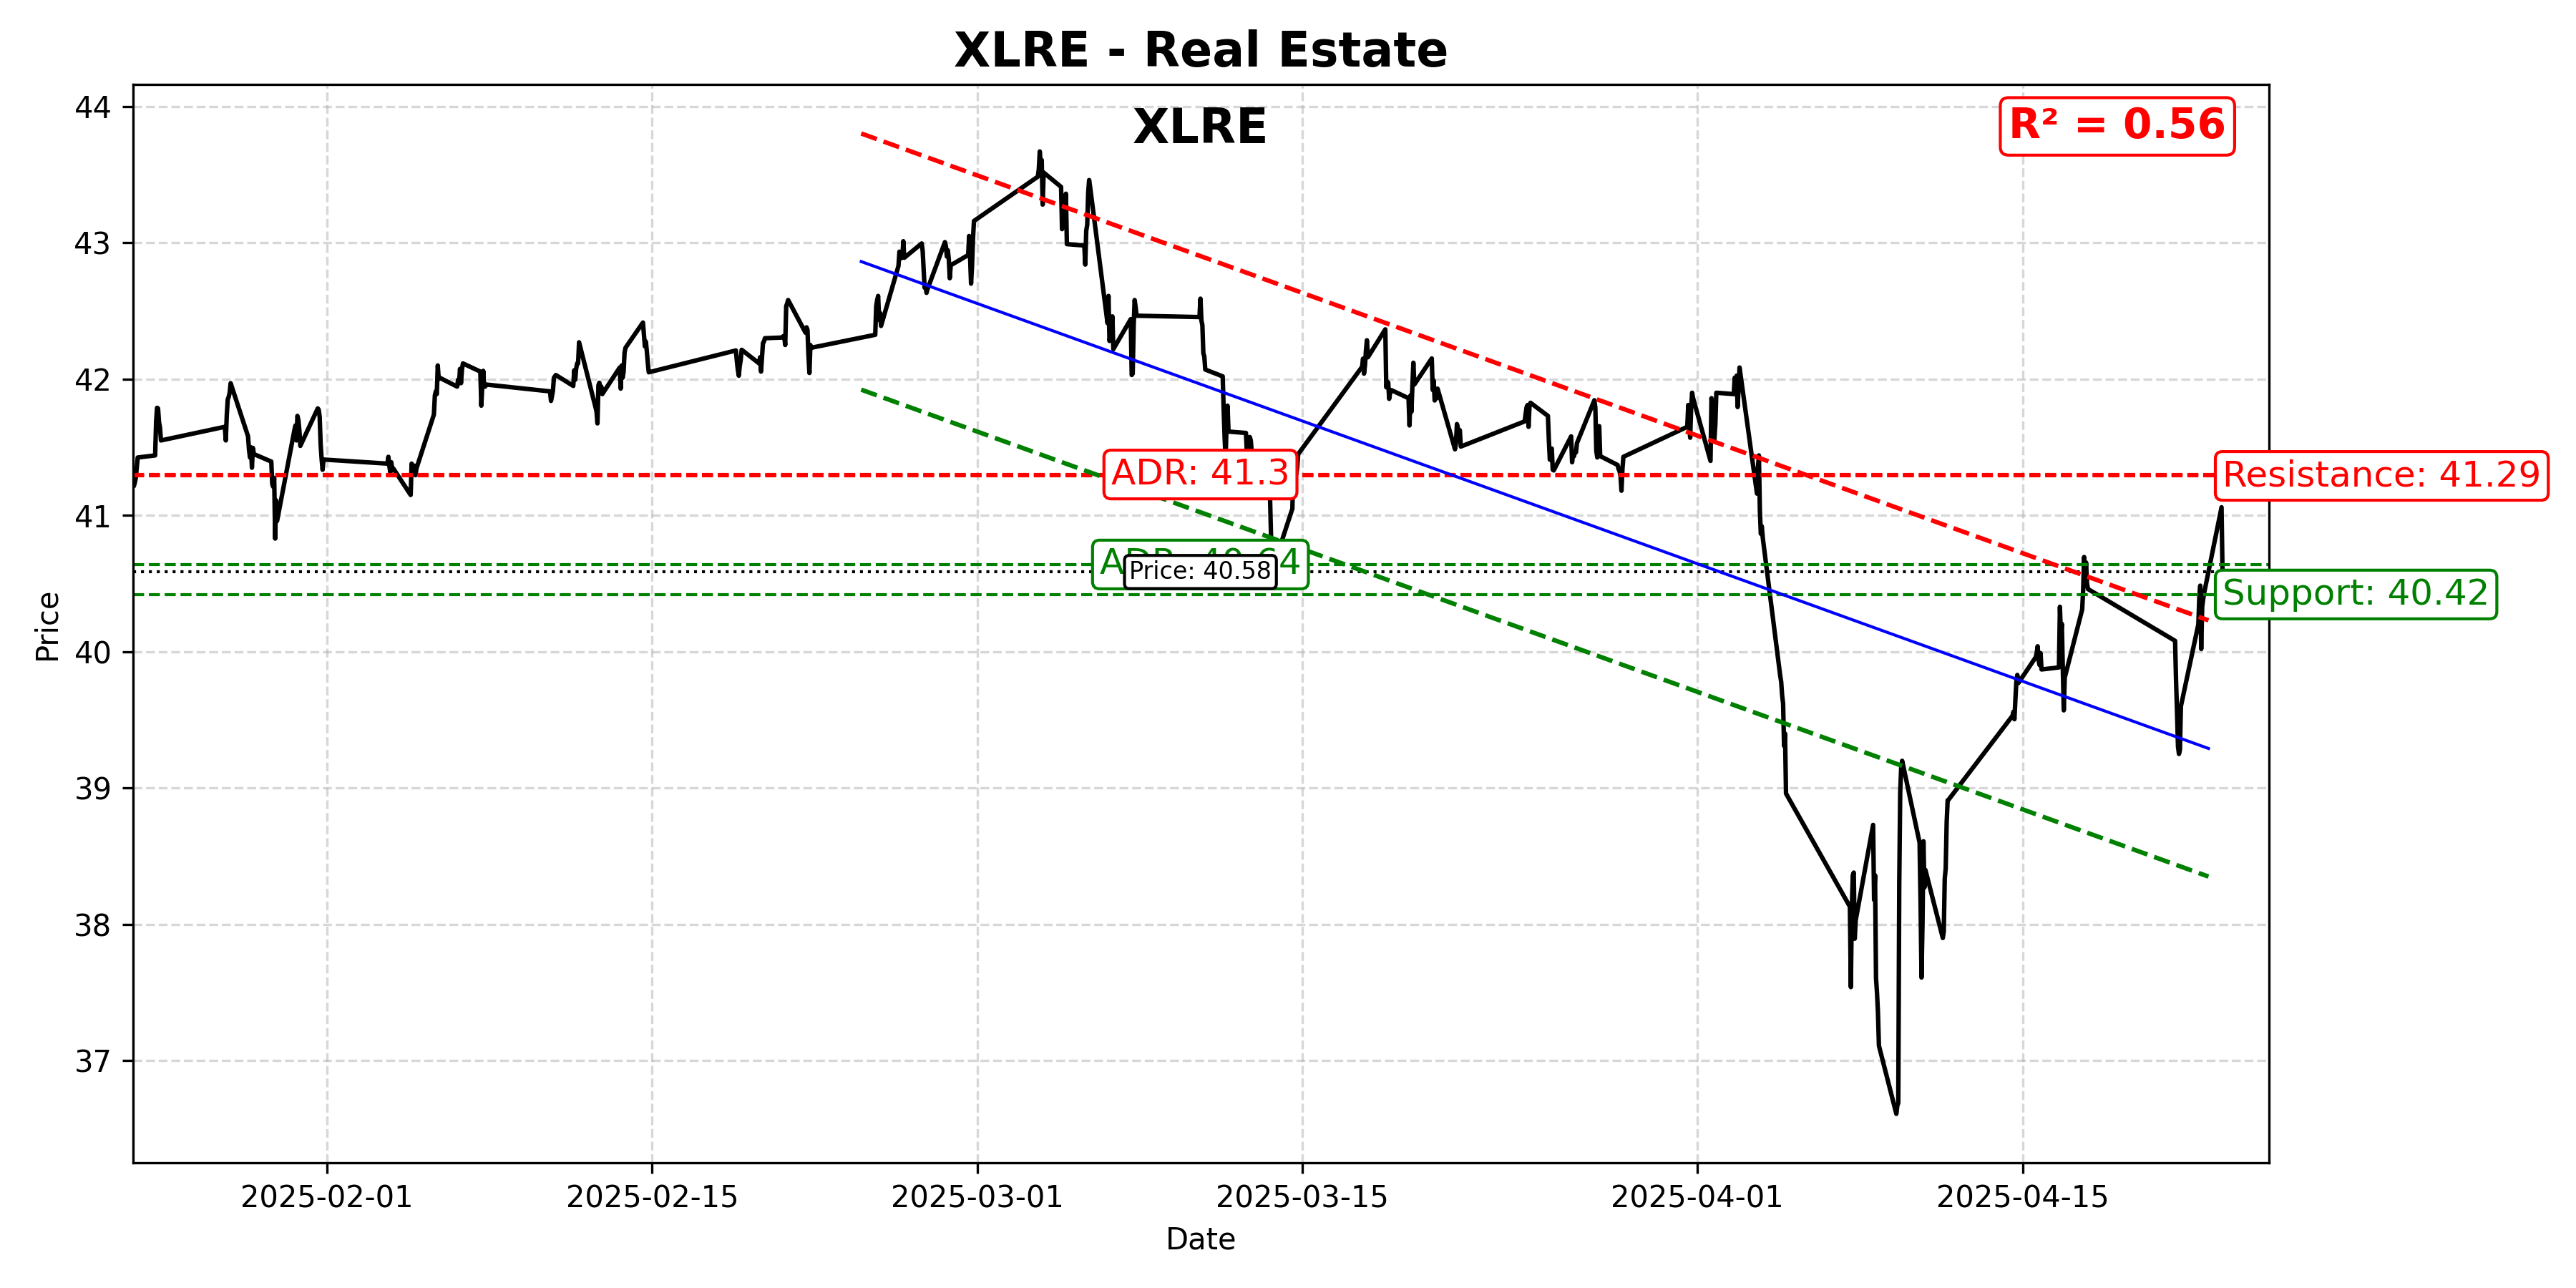 XLRE - Real Estate
XLRE
R² = 0.56
44
43
42
41
40
39
38
37
Price
ADR: 41.3
Resistance: 41.29
Price: 40.58
Support: 40.42
2025-02-01
2025-02-15
2025-03-01
2025-03-15
2025-04-01
2025-04-15
Date